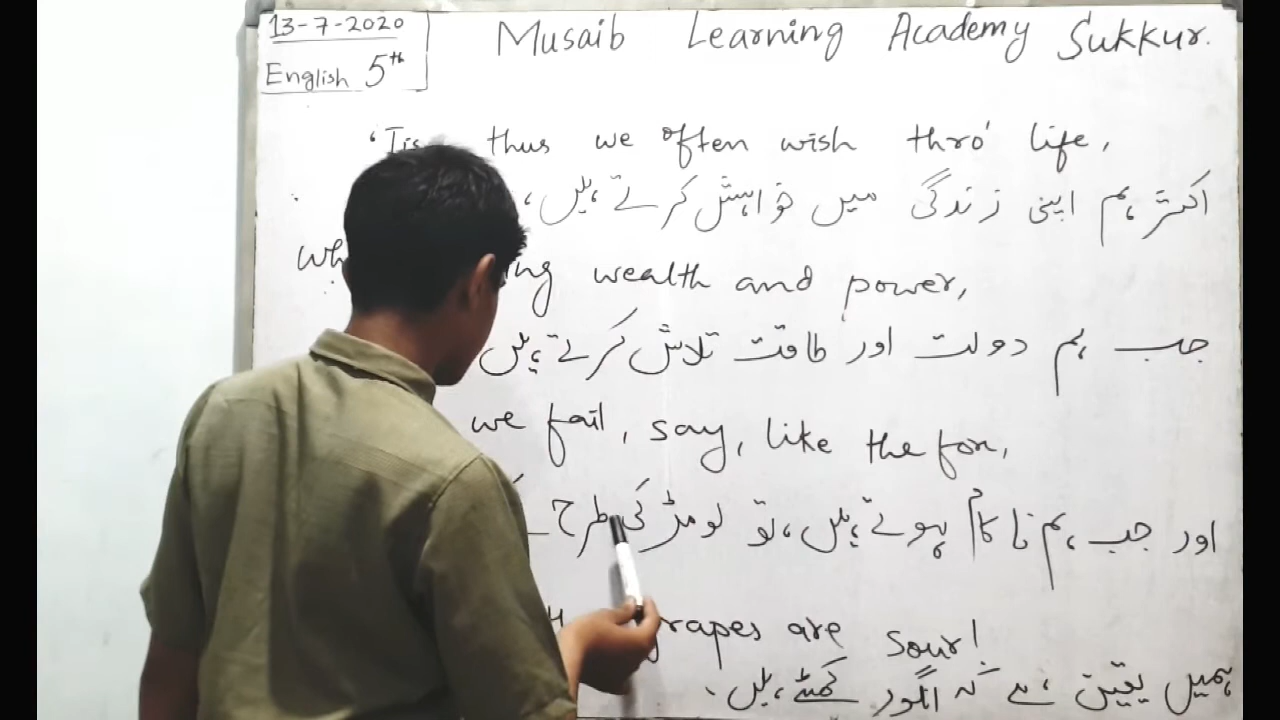 13-7-2020
English 5th
Musaib Learning Academy Sukkur.
'Tis thus we often wish thro' life,
اکثر ہم اپنی زندگی میں خواہش کرتے ہیں،
wealth and power,
جب ہم دولت اور طاقت تلاش کرتے ہیں
we fail, say, like the fox,
اور جب ہم ناکام ہوتے ہیں، تو لومڑ کی طرح
grapes are sour!
ہمیں یقین ہے کہ انگور کھٹے ہیں۔